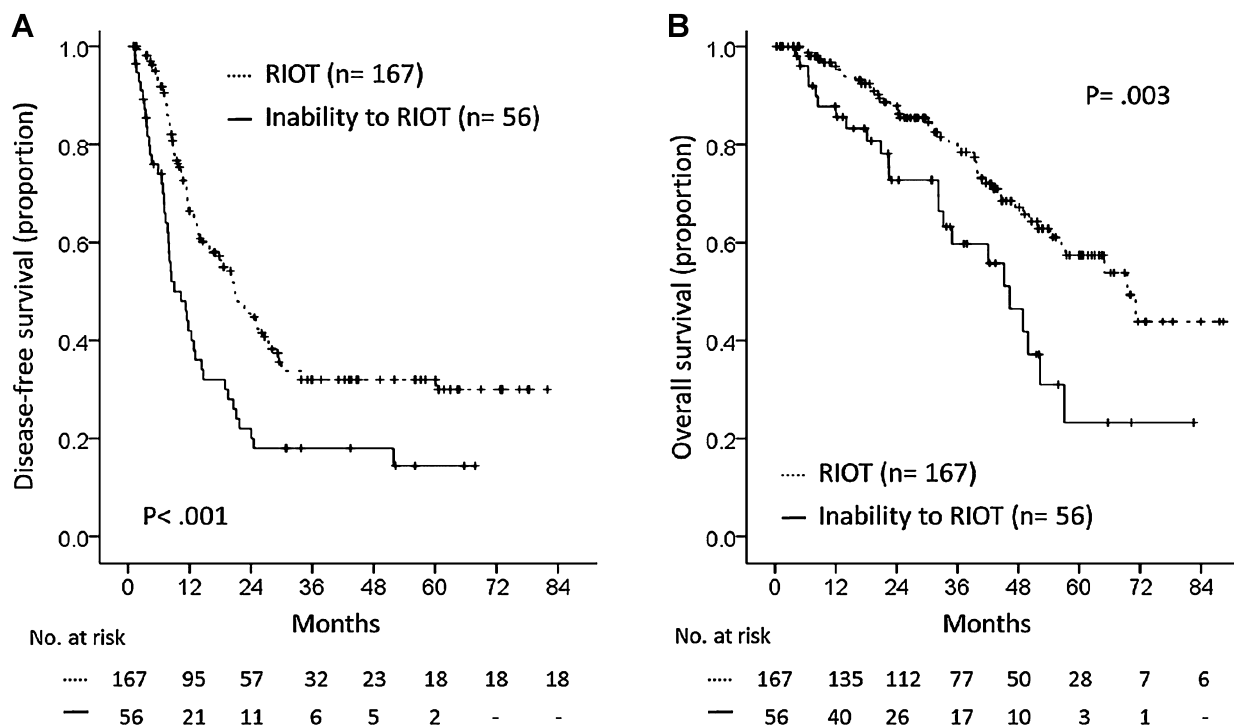 A
Disease-free survival (proportion)
1.0
0.8
0.6
0.4
0.2
0.0
RIOT (n= 167)
Inability to RIOT (n= 56)
P< .001
0 12 24 36 48 60 72 84
Months
No. at risk
167 95 57 32 23 18 18 18
56 21 11 6 5 2 - -
B
Overall survival (proportion)
1.0
0.8
0.6
0.4
0.2
0.0
P= .003
RIOT (n= 167)
Inability to RIOT (n= 56)
0 12 24 36 48 60 72 84
Months
No. at risk
167 135 112 77 50 28 7 6
56 40 26 17 10 3 1 -